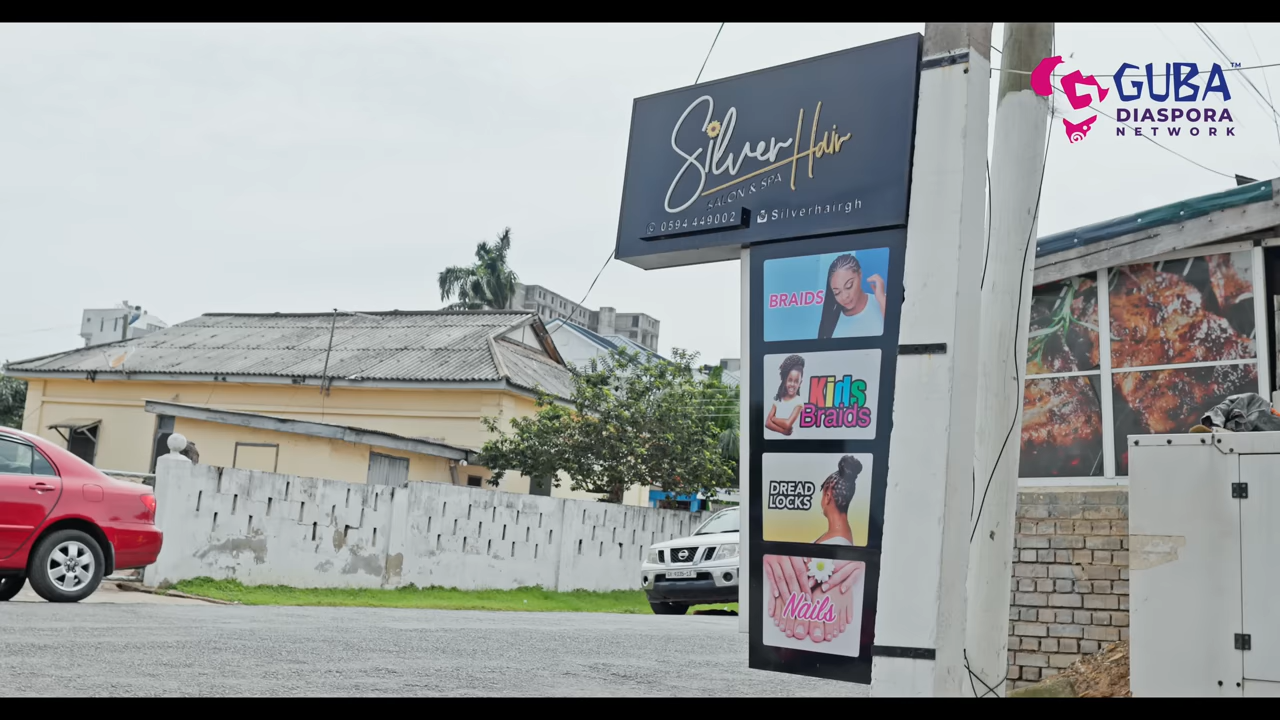 Silver Hair
SALON & SPA
0594 449002 Silverhairgh
BRAIDS
Kids
Braids
DREAD
LOCKS
Nails
GUBA™
DIASPORA
NETWORK